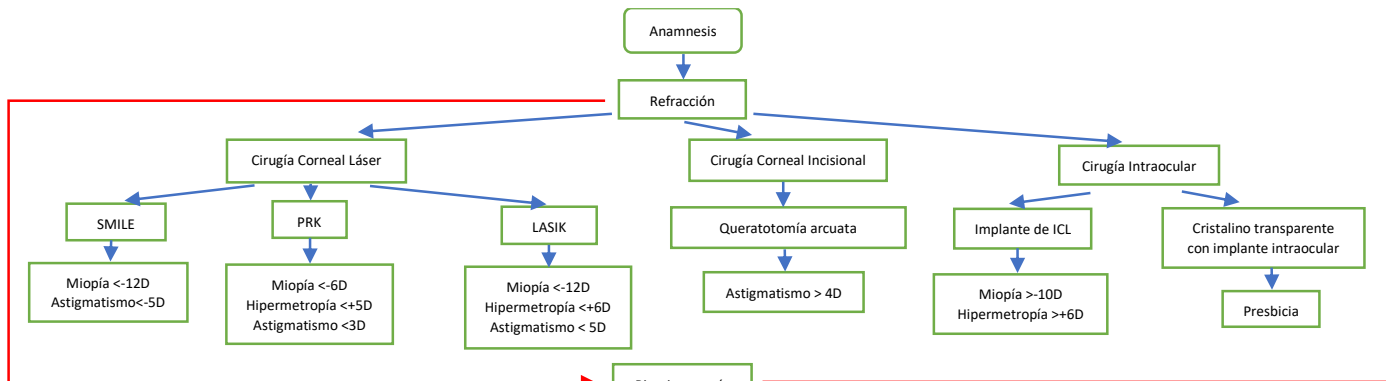 Anamnesis
Refracción
Cirugía Corneal Láser
Cirugía Corneal Incisional
Cirugía Intraocular
SMILE
PRK
LASIK
Queratotomía arcuata
Implante de ICL
Cristalino transparente
con implante intraocular
Miopía <-12D
Astigmatismo<-5D
Miopía <-6D
Hipermetropía <+5D
Astigmatismo <3D
Miopía <-12D
Hipermetropía <+6D
Astigmatismo < 5D
Astigmatismo > 4D
Miopía >-10D
Hipermetropía >+6D
Presbicia